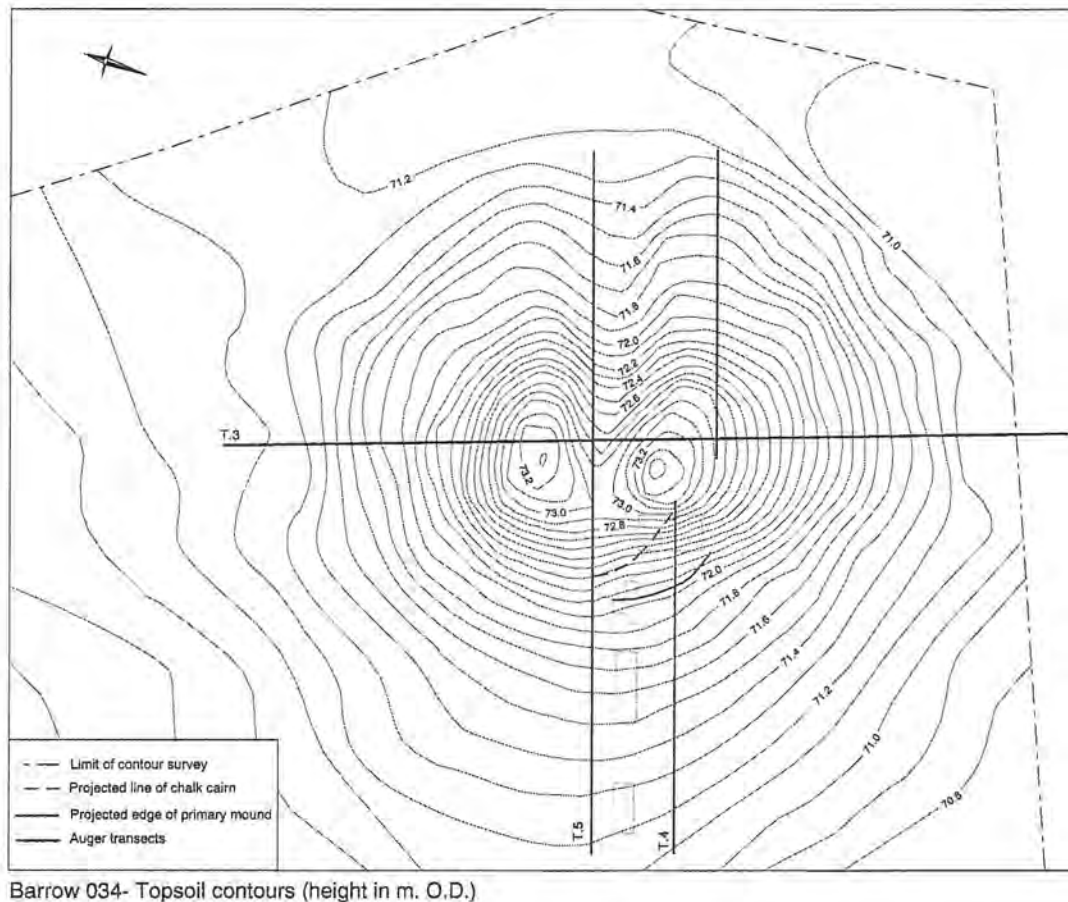 71.2
71.4
71.0
71.6
71.8
72.0
72.2
72.4
72.6
T.3
73.2
73.2
73.0
73.0
72.8
72.0
71.8
71.6
71.4
71.2
71.0
70.8
T.5
T.4
Limit of contour survey
Projected line of chalk cairn
Projected edge of primary mound
Auger transects
Barrow 034- Topsoil contours (height in m. O.D.)